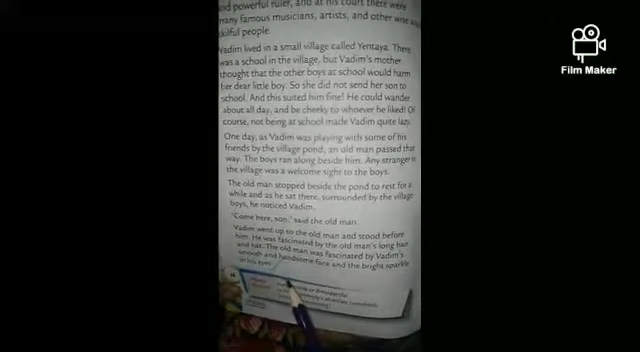 and powerful ruler, and at his court there were
many famous musicians, artists, and other wise and
skilful people.
Vadim lived in a small village called Yentaya. There
was a school in the village, but Vadim's mother
thought that the other boys at school would harm
her dear little boy. So she did not send her son to
school. And this suited him fine! He could wander
about all day, and be cheeky to whoever he liked! Of
course, not being at school made Vadim quite lazy.
One day, as Vadim was playing with some of his
friends by the village pond, an old man passed that
way. The boys ran along beside him. Any stranger in
the village was a welcome sight to the boys.
The old man stopped beside the pond to rest for a
while and as he sat there, surrounded by the village
boys, he noticed Vadim.
'Come here, son,' said the old man.
Vadim went up to the old man and stood before
him. He was fascinated by the old man's long hair
and hat. The old man was fascinated by Vadim's
smooth and handsome face and the bright sparkle
in his eyes.
Film Maker